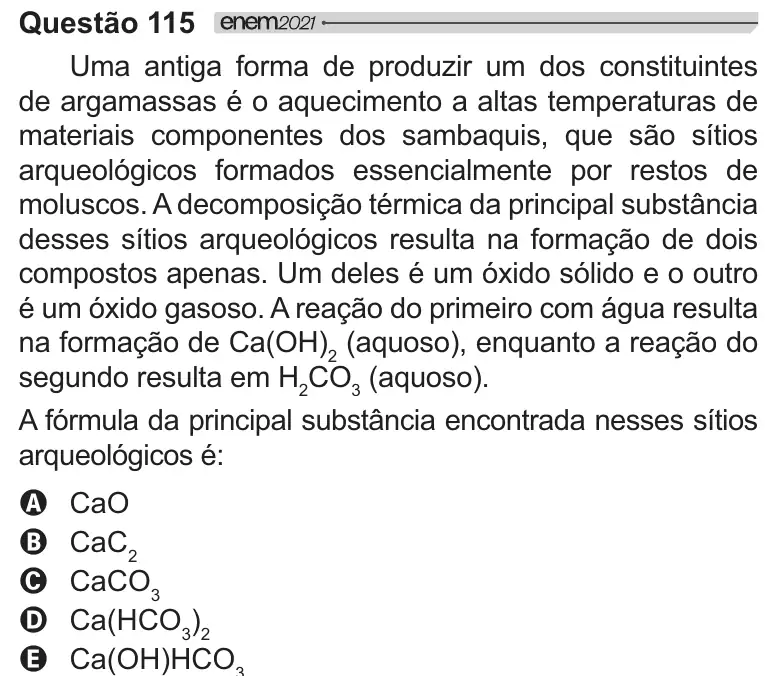 Questão 115 enem2021
Uma antiga forma de produzir um dos constituintes
de argamassas é o aquecimento a altas temperaturas de
materiais componentes dos sambaquis, que são sítios
arqueológicos formados essencialmente por restos de
moluscos. A decomposição térmica da principal substância
desses sítios arqueológicos resulta na formação de dois
compostos apenas. Um deles é um óxido sólido e o outro
é um óxido gasoso. A reação do primeiro com água resulta
na formação de Ca(OH)₂ (aquoso), enquanto a reação do
segundo resulta em H₂CO₃ (aquoso).
A fórmula da principal substância encontrada nesses sítios
arqueológicos é:
A CaO
B CaC₂
C CaCO₃
D Ca(HCO₃)₂
E Ca(OH)HCO₃